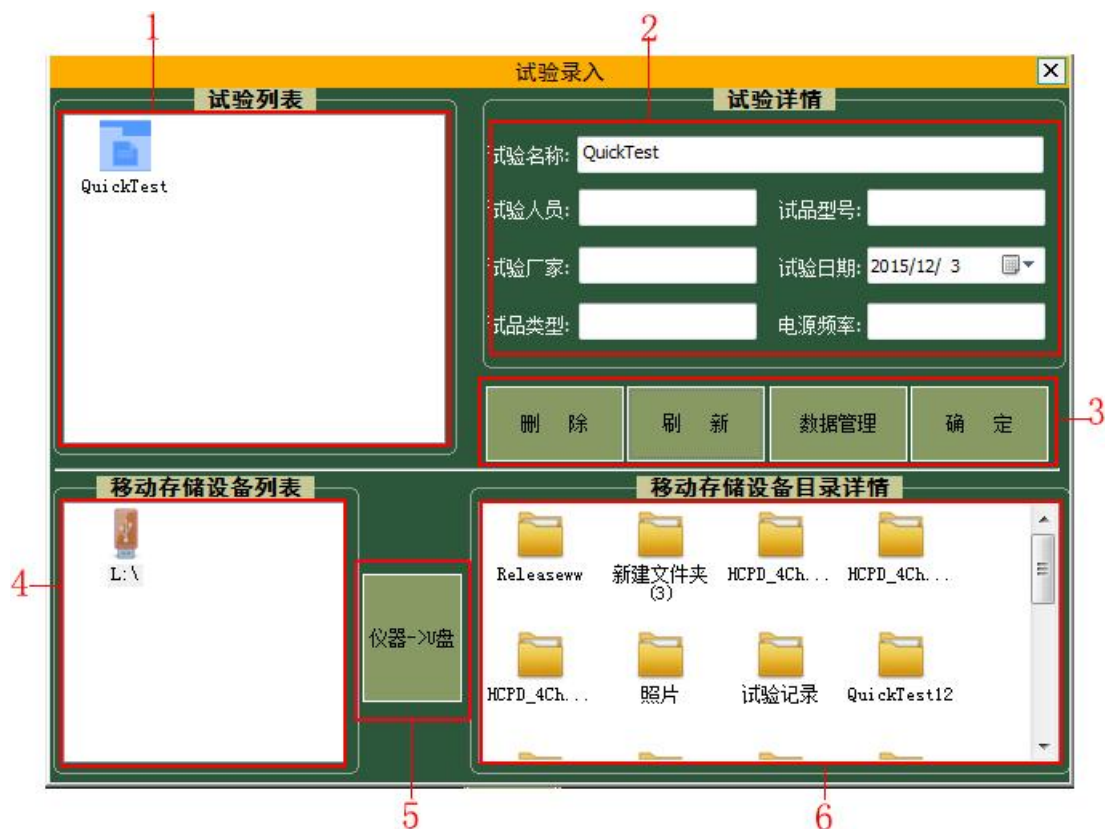 1
2
试验录入
试验列表
试验详情
QuickTest
试验名称: QuickTest
试验人员:
试品型号:
试验厂家:
试验日期: 2015/12/ 3
试品类型:
电源频率:
删 除
刷 新
数据管理
确 定
3
移动存储设备列表
移动存储设备目录详情
L:\
4
仪器->U盘
5
Releaseww
新建文件夹
(3)
HCPD_4Ch...
HCPD_4Ch...
HCPD_4Ch...
照片
试验记录
QuickTest12
6